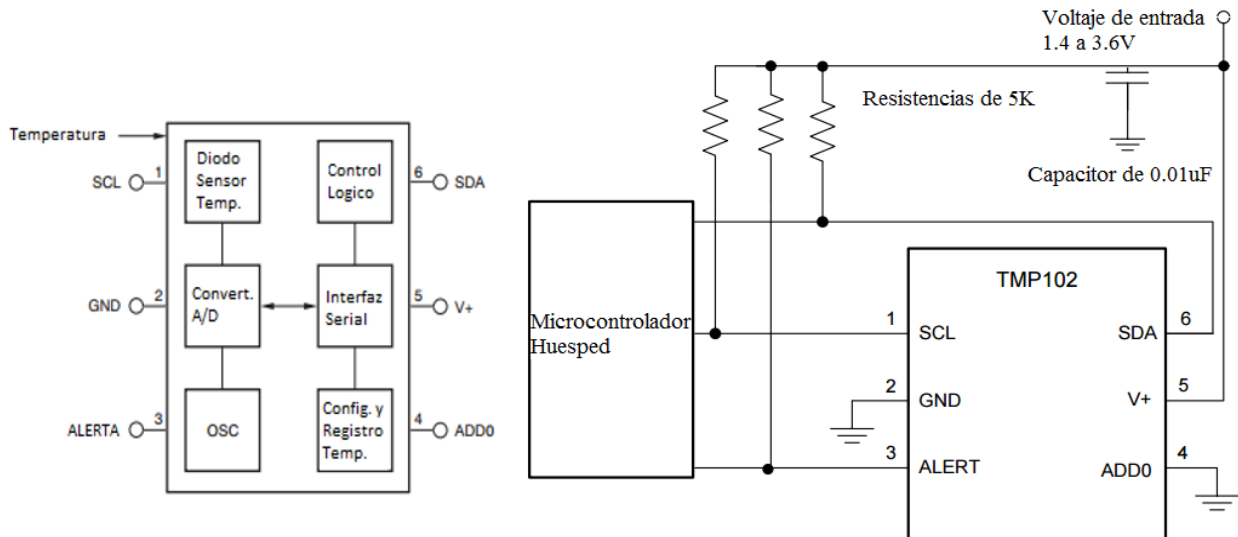 Temperatura
SCL
1
GND
2
ALERTA
3
Diodo
Sensor
Temp.
Control
Logico
Convert.
A/D
Interfaz
Serial
OSC
Config. y
Registro
Temp.
6
SDA
5
V+
4
ADD0
Voltaje de entrada
1.4 a 3.6V
Resistencias de 5K
Capacitor de 0.01uF
Microcontrolador
Huesped
TMP102
1
SCL
2
GND
3
ALERT
SDA
6
V+
5
ADD0
4